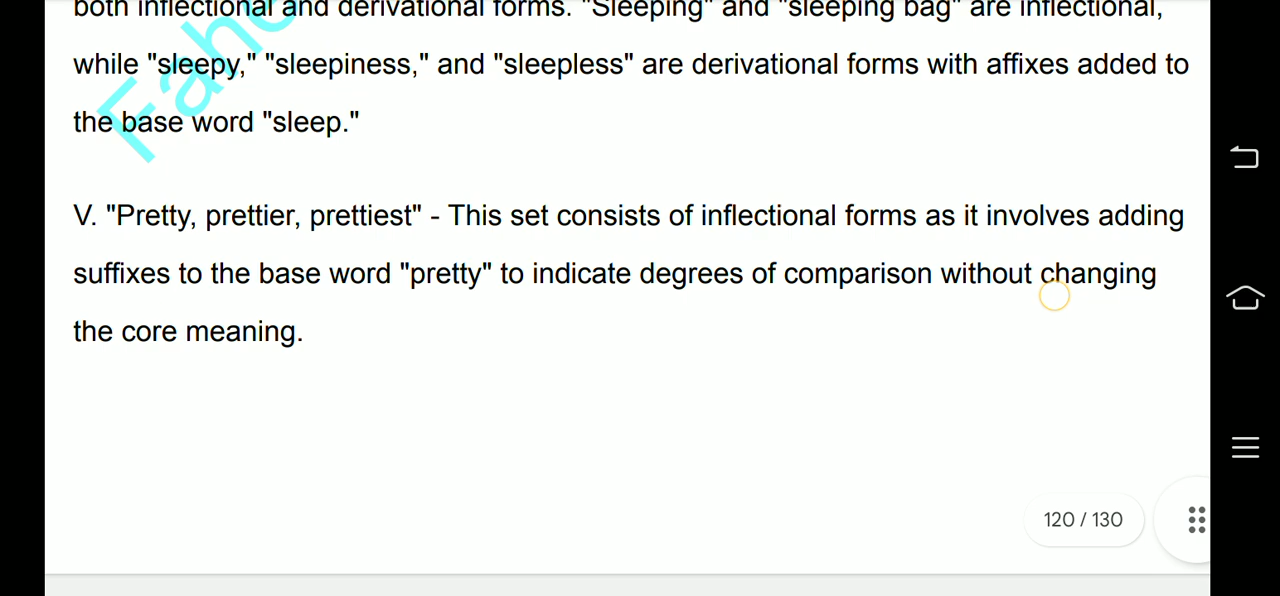 both inflectional and derivational forms. "Sleeping" and "sleeping bag" are inflectional,
while "sleepy," "sleepiness," and "sleepless" are derivational forms with affixes added to
the base word "sleep."
V. "Pretty, prettier, prettiest" - This set consists of inflectional forms as it involves adding
suffixes to the base word "pretty" to indicate degrees of comparison without changing
the core meaning.
120 / 130